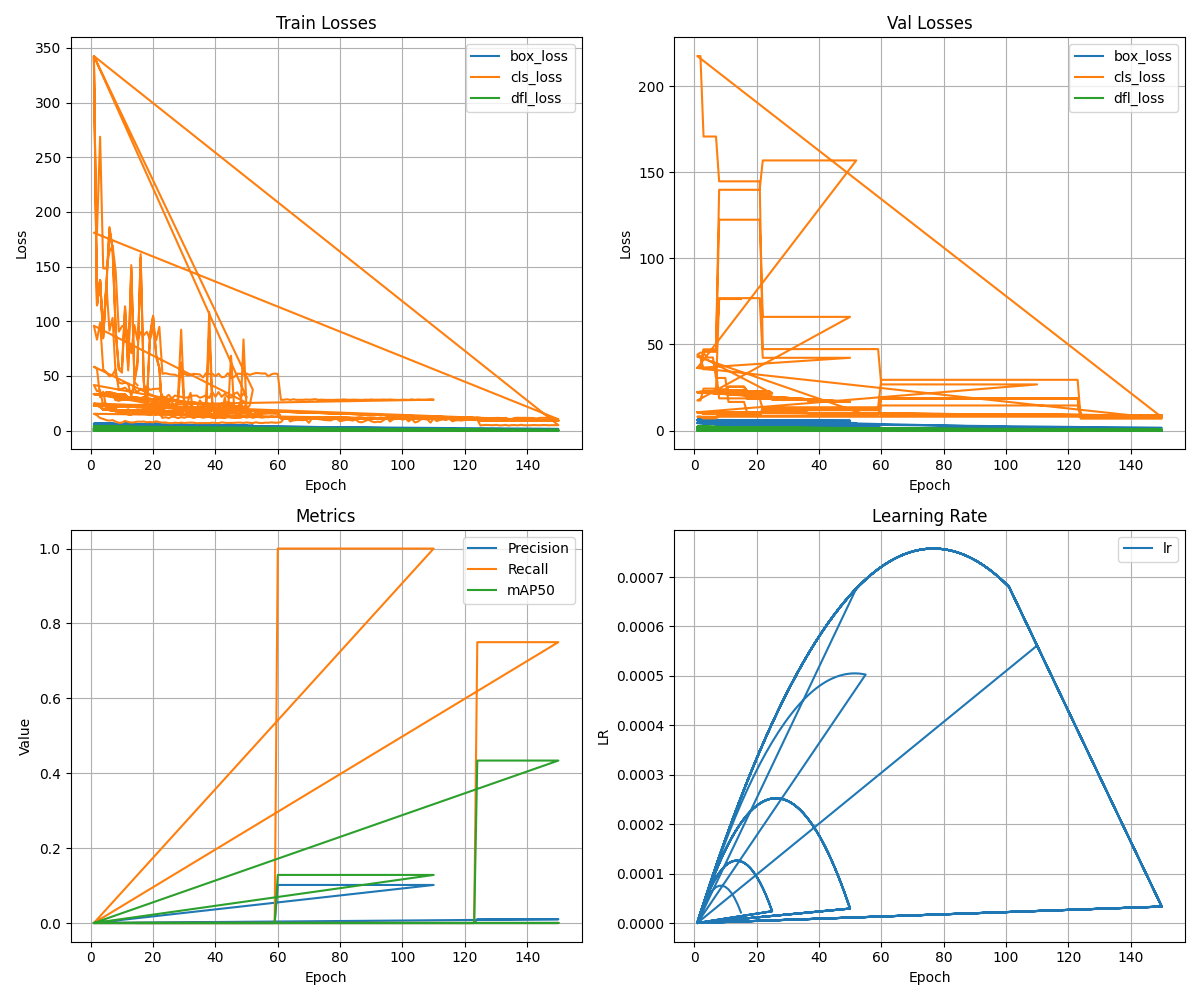 Train Losses
Loss
350
300
250
200
150
100
50
0
box_loss
cls_loss
dfl_loss
0 20 40 60 80 100 120 140
Epoch
Val Losses
Loss
200
150
100
50
0
box_loss
cls_loss
dfl_loss
0 20 40 60 80 100 120 140
Epoch
Metrics
Value
1.0
0.8
0.6
0.4
0.2
0.0
Precision
Recall
mAP50
0 20 40 60 80 100 120 140
Epoch
Learning Rate
LR
0.0007
0.0006
0.0005
0.0004
0.0003
0.0002
0.0001
0.0000
lr
0 20 40 60 80 100 120 140
Epoch